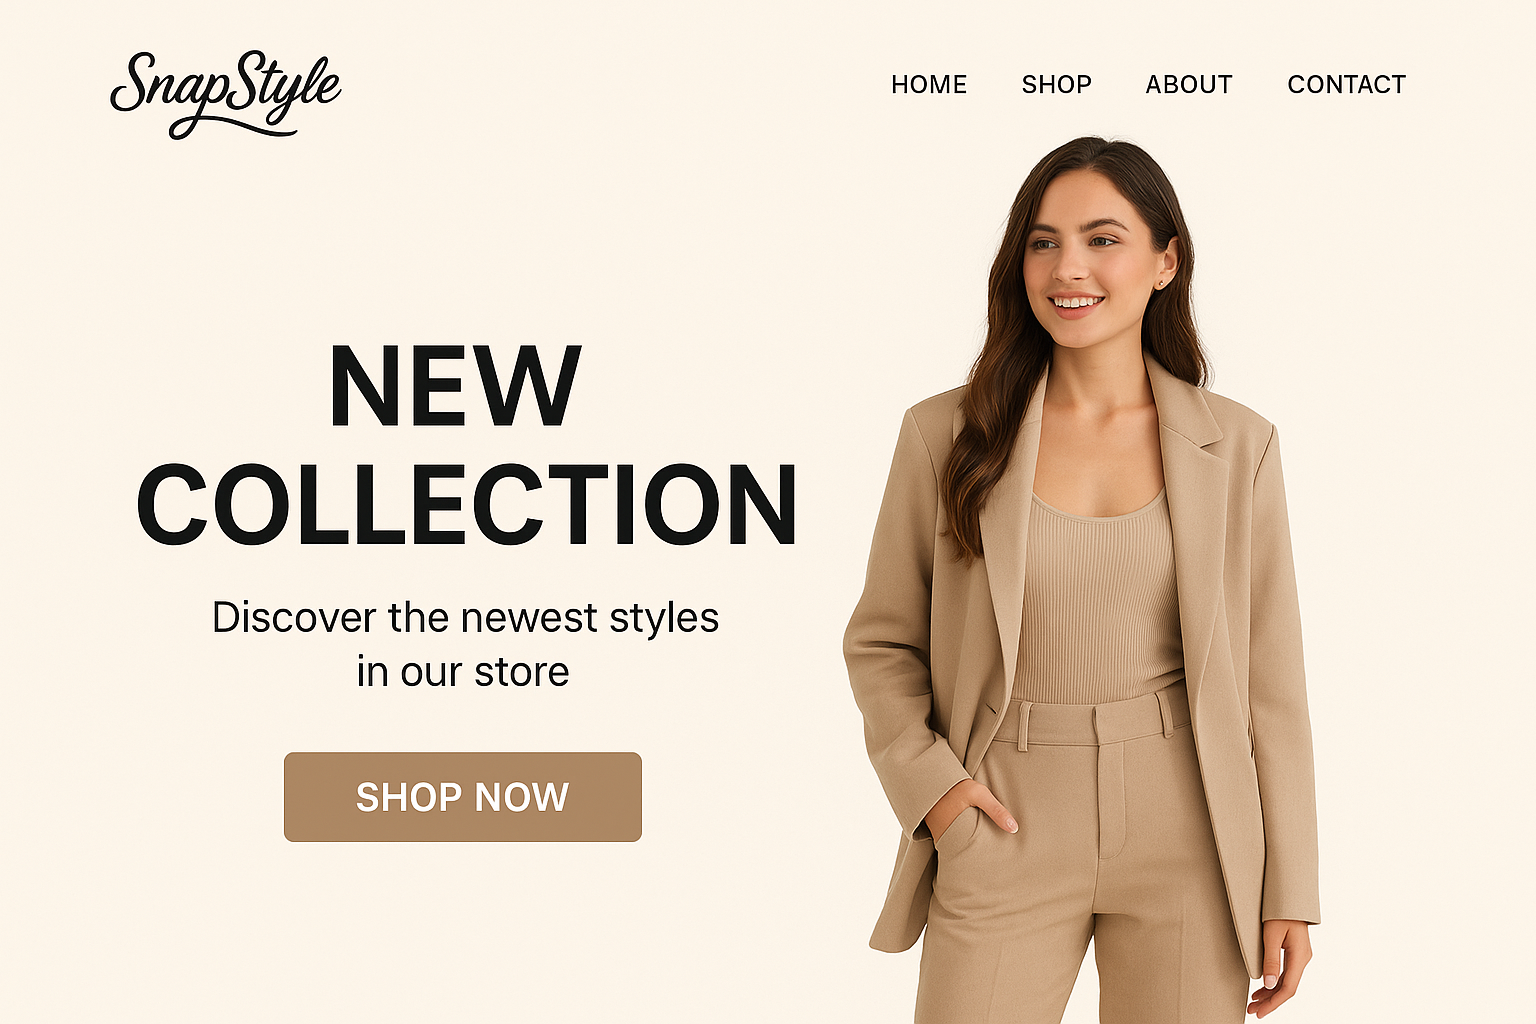 SnapStyle
HOME SHOP ABOUT CONTACT
NEW
COLLECTION
Discover the newest styles
in our store
SHOP NOW